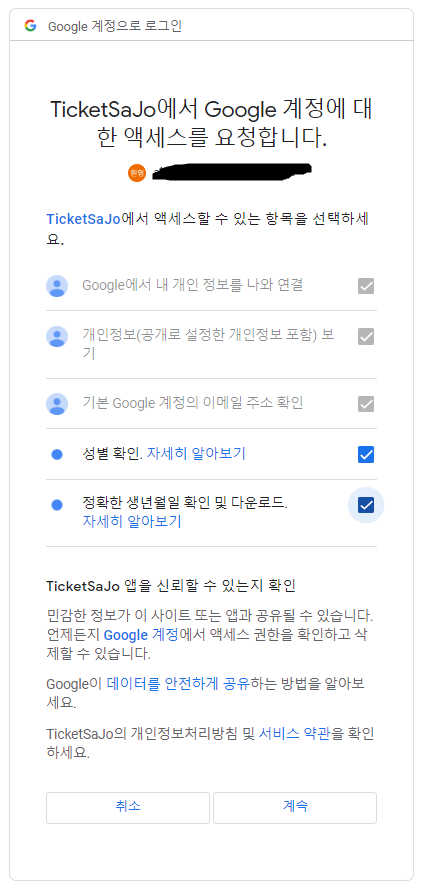 Google 계정으로 로그인
TicketSaJo에서 Google 계정에 대
한 액세스를 요청합니다.
원형
TicketSaJo에서 액세스할 수 있는 항목을 선택하세
요.
Google에서 내 개인 정보를 나와 연결
개인정보(공개로 설정한 개인정보 포함) 보
기
기본 Google 계정의 이메일 주소 확인
성별 확인. 자세히 알아보기
정확한 생년월일 확인 및 다운로드.
자세히 알아보기
TicketSaJo 앱을 신뢰할 수 있는지 확인
민감한 정보가 이 사이트 또는 앱과 공유될 수 있습니다.
언제든지 Google 계정에서 액세스 권한을 확인하고 삭
제할 수 있습니다.
Google이 데이터를 안전하게 공유하는 방법을 알아보
세요.
TicketSaJo의 개인정보처리방침 및 서비스 약관을 확인
하세요.
취소
계속